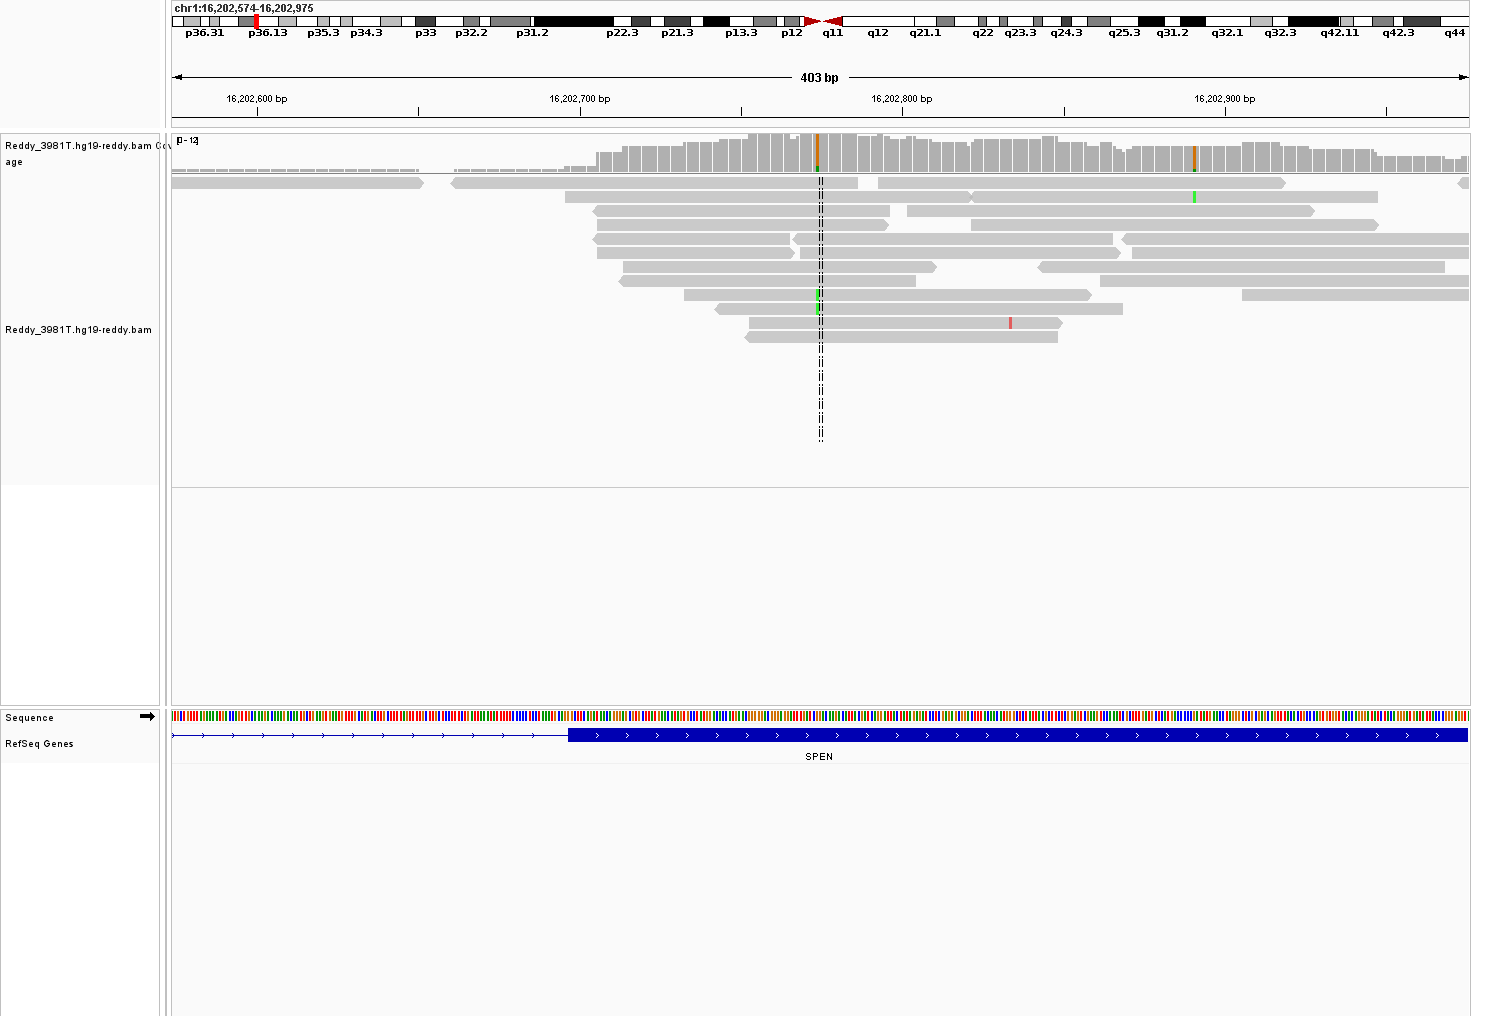 chr1:16,202,574-16,202,975
p36.31 p36.13 p35.3 p34.3 p33 p32.2 p31.2 p22.3 p21.3 p13.3 p12 q11 q12 q21.1 q22 q23.3 q24.3 q25.3 q31.2 q32.1 q32.3 q42.11 q42.3 q44
403 bp
16,202,600 bp 16,202,700 bp 16,202,800 bp 16,202,900 bp
[0 - 12]
Reddy_3981T.hg19-reddy.bam Cov
age
Reddy_3981T.hg19-reddy.bam
Sequence
RefSeq Genes
SPEN